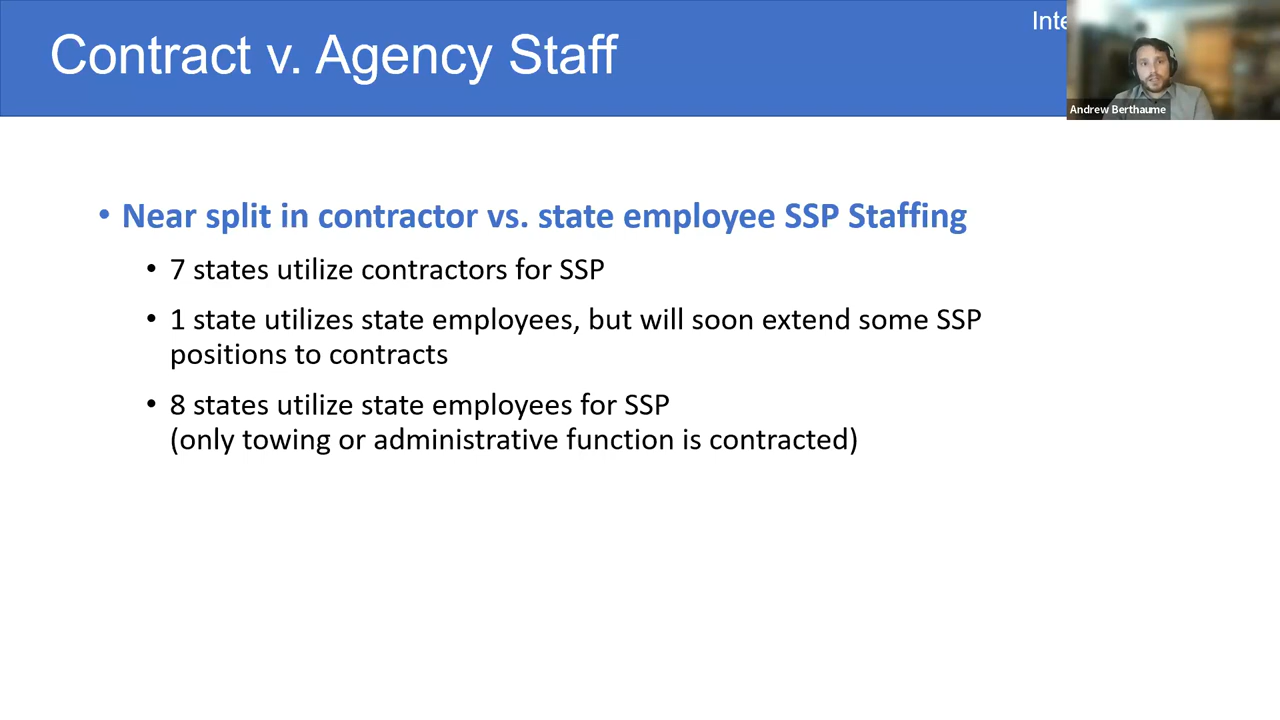 Contract v. Agency Staff
Andrew Berthaume
• Near split in contractor vs. state employee SSP Staffing
• 7 states utilize contractors for SSP
• 1 state utilizes state employees, but will soon extend some SSP
positions to contracts
• 8 states utilize state employees for SSP
(only towing or administrative function is contracted)